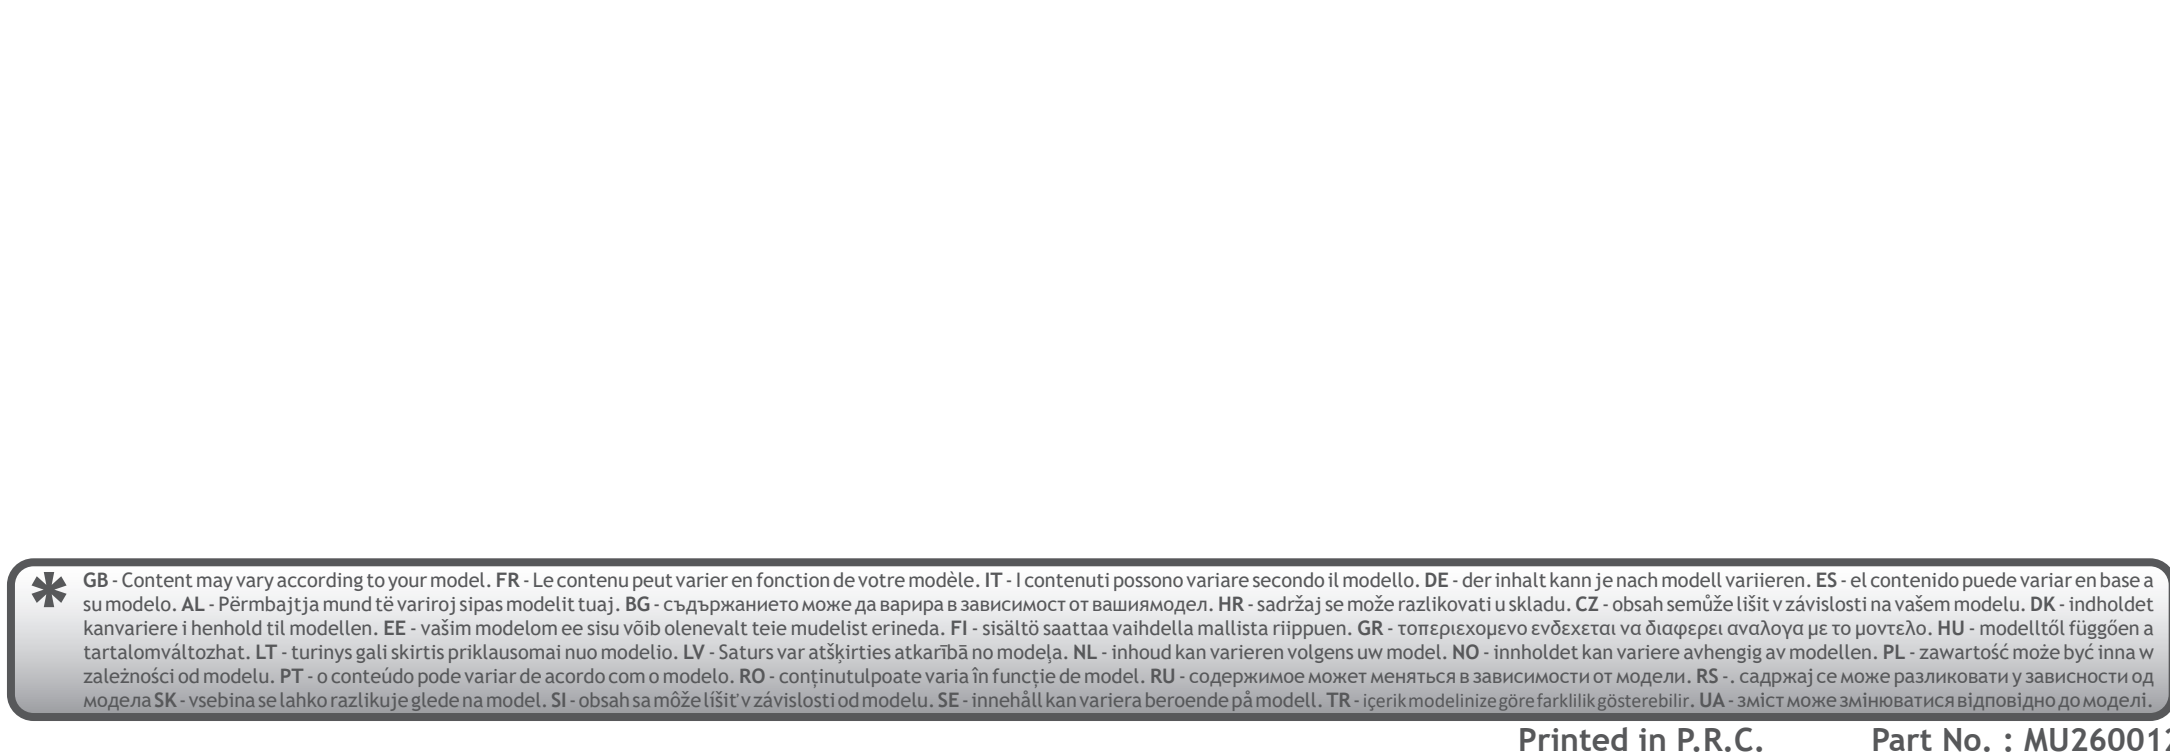 * GB - Content may vary according to your model. FR - Le contenu peut varier en fonction de votre modèle. IT - I contenuti possono variare secondo il modello. DE - der inhalt kann je nach modell variieren. ES - el contenido puede variar en base a
su modelo. AL - Përmbajtja mund të variroj sipas modelit tuaj. BG - съдържанието може да варира в зависимост от вашиямодел. HR - sadržaj se može razlikovati u skladu. CZ - obsah semůže lišit v závislosti na vašem modelu. DK - indholdet
kanvariere i henhold til modellen. EE - vašim modelom ee sisu võib olenevalt teie mudelist erineda. FI - sisältö saattaa vaihdella mallista riippuen. GR - τοπεριεχομενο ενδεχεται να διαφερει αναλογα με το μοντελο. HU - modelltől függően a
tartalomváltozhat. LT - turinys gali skirtis priklausomai nuo modelio. LV - Saturs var atšķirties atkarībā no modeļa. NL - inhoud kan varieren volgens uw model. NO - innholdet kan variere avhengig av modellen. PL - zawartość może być inna w
zależności od modelu. PT - o conteúdo pode variar de acordo com o modelo. RO - conținutulpoate varia în funcție de model. RU - содержимое может меняться в зависимости от модели. RS -. садржај се може разликовати у зависности од
модела SK - vsebina se lahko razlikuje glede na model. SI - obsah sa môže líšiť v závislosti od modelu. SE - innehåll kan variera beroende på modell. TR - içerik modelinize göre farklilik gösterebilir. UA - зміст може змінюватися відповідно до моделі.
Printed in P.R.C. Part No. : MU260012